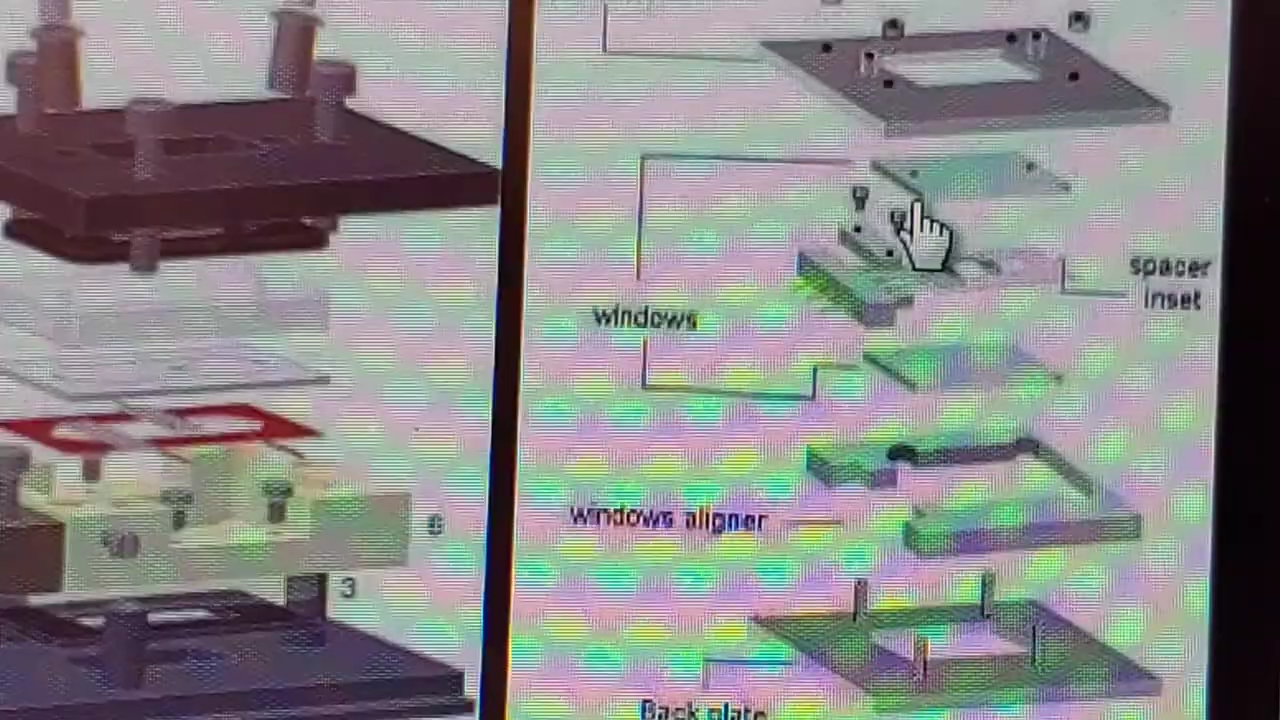 spacer
inset
windows
windows aligner
6
3
Back plate